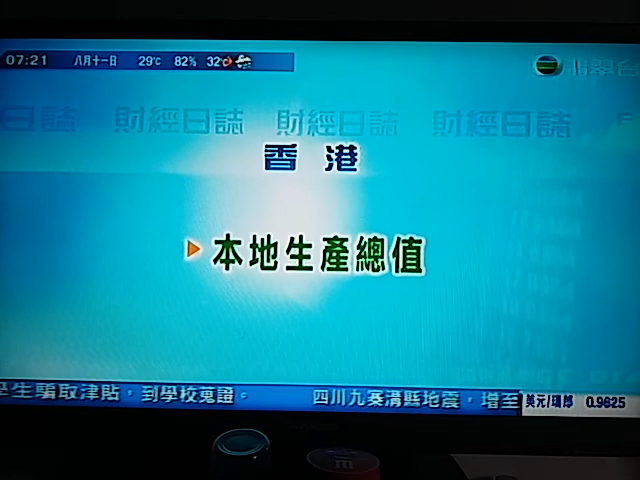 07:21 八月十一日 29℃ 82% 32℃
翡翠台
日誌 財經日誌 財經日誌 財經日誌
香港
本地生產總值
生騙取津貼，到學校蒐證。 四川九寨溝縣地震，增至
美元/瑞郎 0.9625
m